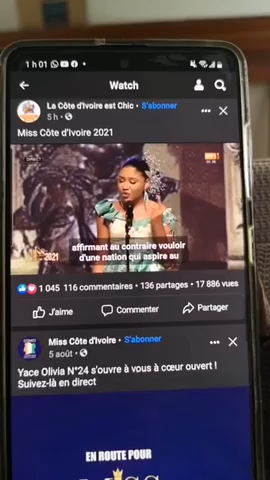 1 h 01
Watch
La Côte d'Ivoire est Chic • S'abonner
5 h •
Miss Côte d'Ivoire 2021
affirmant au contraire vouloir
d'une nation qui aspire au
2021
1 045 116 commentaires • 136 partages • 17 886 vues
J'aime
Commenter
Partager
Miss Côte d'Ivoire • S'abonner
5 août •
Yace Olivia N°24 s'ouvre à vous à cœur ouvert !
Suivez-là en direct
EN ROUTE POUR
MISS